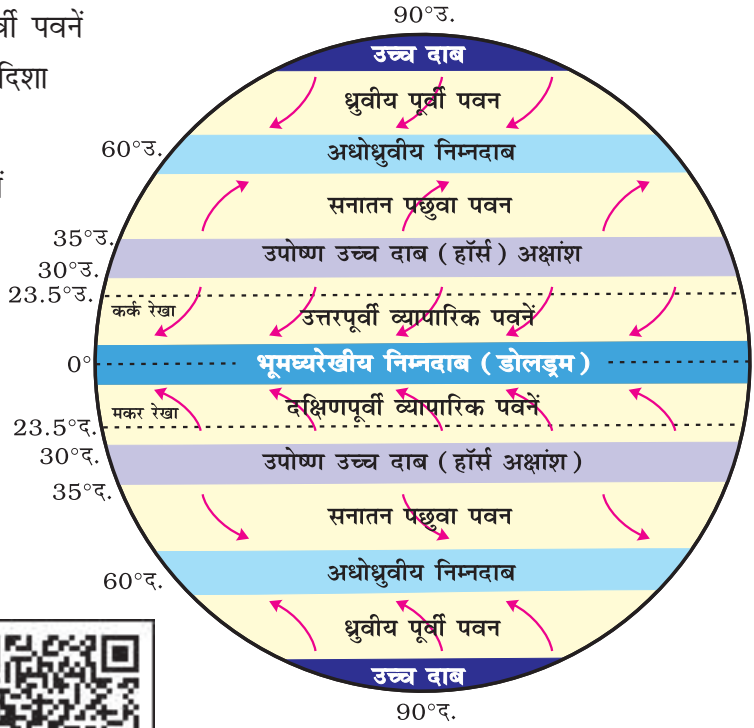 र्वी पवनें
दिशा
90°उ.
उच्च दाब
ध्रुवीय पूर्वी पवन
60°उ.
अधोध्रुवीय निम्नदाब
सनातन पछुवा पवन
35°उ.
उपोष्ण उच्च दाब (हॉर्स) अक्षांश
30°उ.
23.5°उ.
कर्क रेखा
उत्तरपूर्वी व्यापारिक पवनें
0°
भूमघ्यरेखीय निम्नदाब (डोलड्रम)
मकर रेखा
दक्षिणपूर्वी व्यापारिक पवनें
23.5°द.
30°द.
उपोष्ण उच्च दाब (हॉर्स अक्षांश)
35°द.
सनातन पछुवा पवन
60°द.
अधोध्रुवीय निम्नदाब
ध्रुवीय पूर्वी पवन
उच्च दाब
90°द.